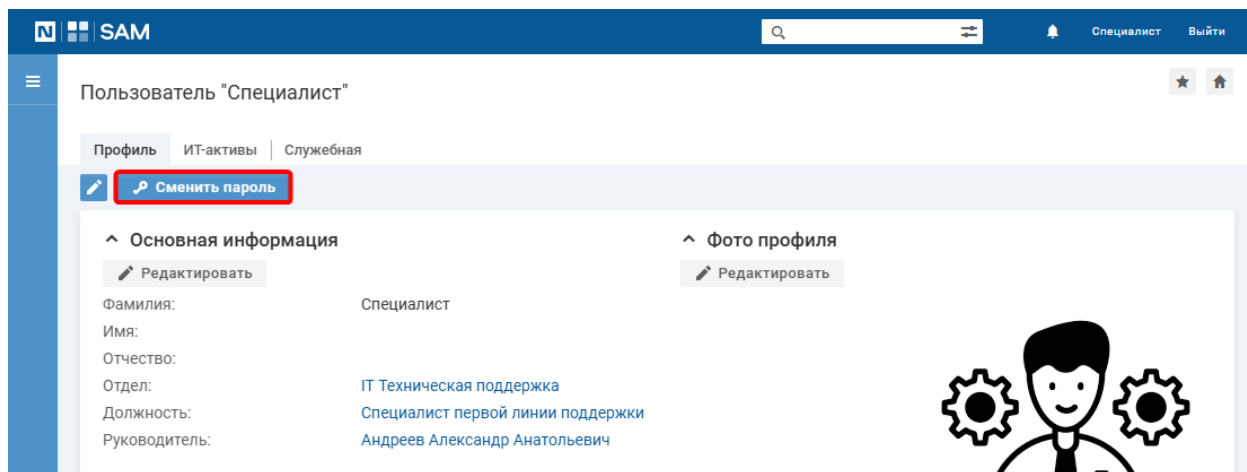 N SAM Специалист Выйти
Пользователь "Специалист"
Профиль ИТ-активы Служебная
Сменить пароль
Основная информация Фото профиля
Редактировать Редактировать
Фамилия: Специалист
Имя:
Отчество:
Отдел: IT Техническая поддержка
Должность: Специалист первой линии поддержки
Руководитель: Андреев Александр Анатольевич